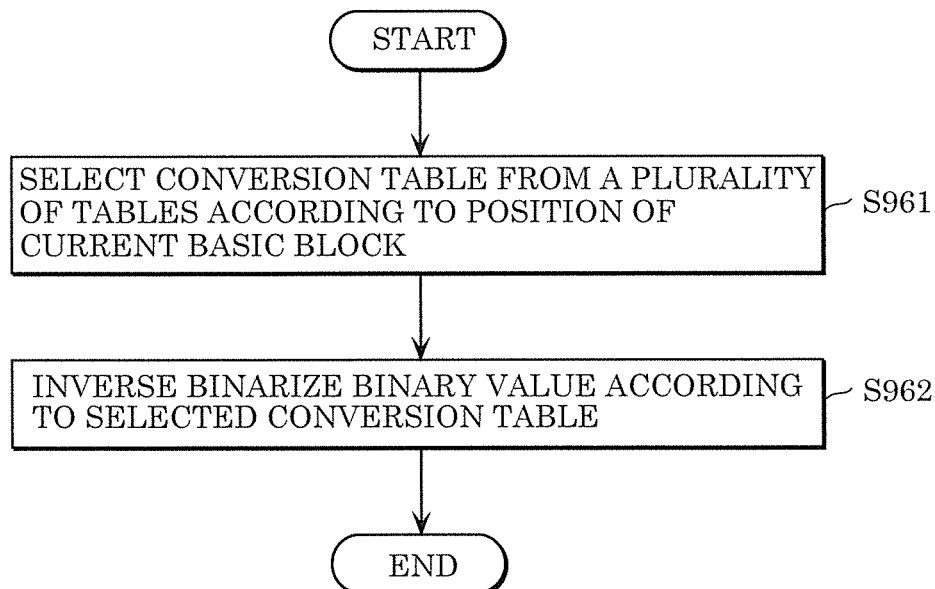 START
SELECT CONVERSION TABLE FROM A PLURALITY
OF TABLES ACCORDING TO POSITION OF
CURRENT BASIC BLOCK
S961
INVERSE BINARIZE BINARY VALUE ACCORDING
TO SELECTED CONVERSION TABLE
S962
END